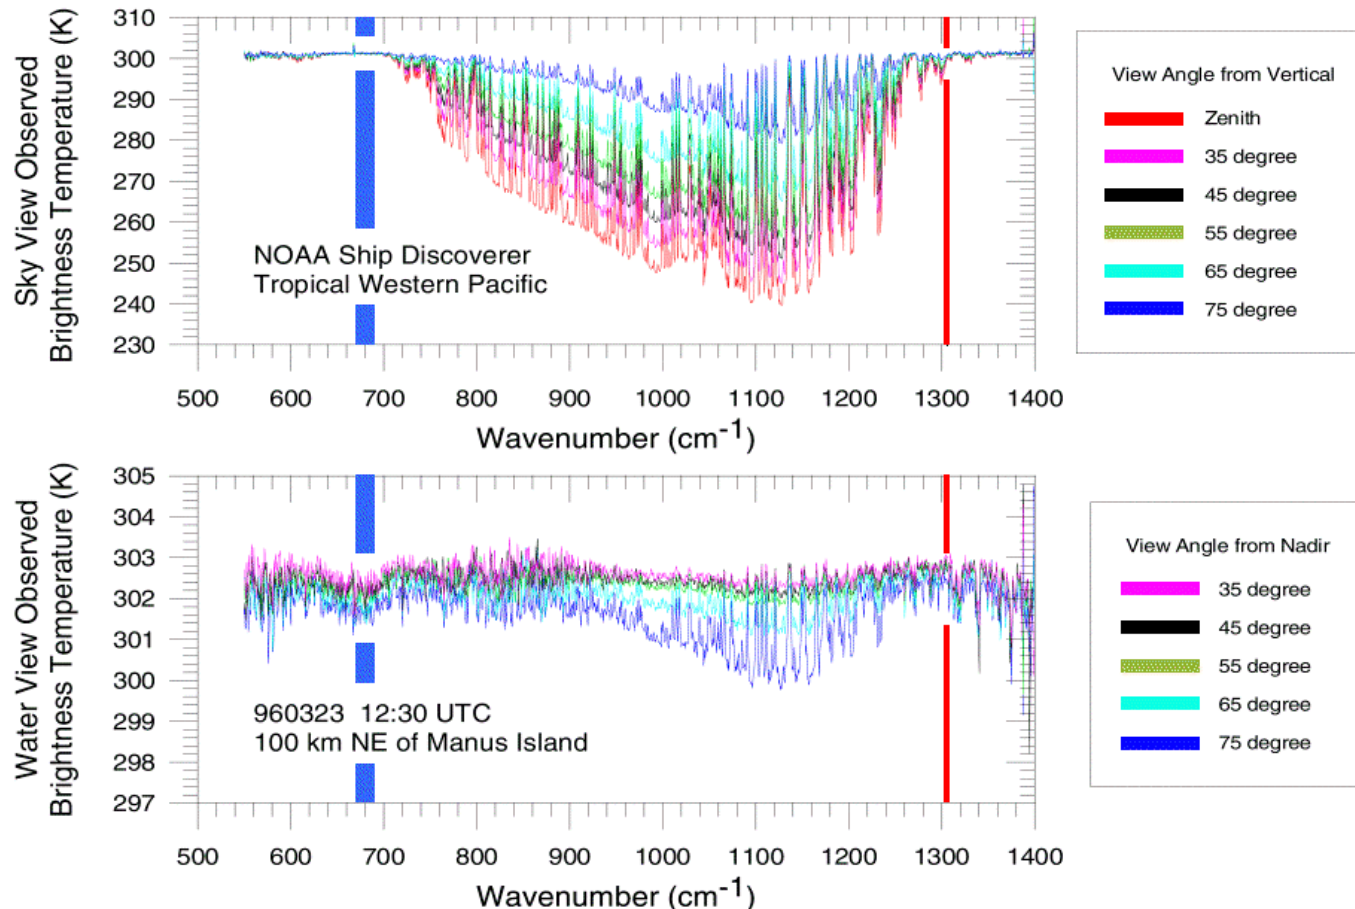 Sky View Observed
Brightness Temperature (K)
310
300
290
280
270
260
250
240
230
NOAA Ship Discoverer
Tropical Western Pacific
500 600 700 800 900 1000 1100 1200 1300 1400
Wavenumber (cm-1)
View Angle from Vertical
Zenith
35 degree
45 degree
55 degree
65 degree
75 degree
Water View Observed
Brightness Temperature (K)
305
304
303
302
301
300
299
298
297
960323 12:30 UTC
100 km NE of Manus Island
500 600 700 800 900 1000 1100 1200 1300 1400
Wavenumber (cm-1)
View Angle from Nadir
35 degree
45 degree
55 degree
65 degree
75 degree